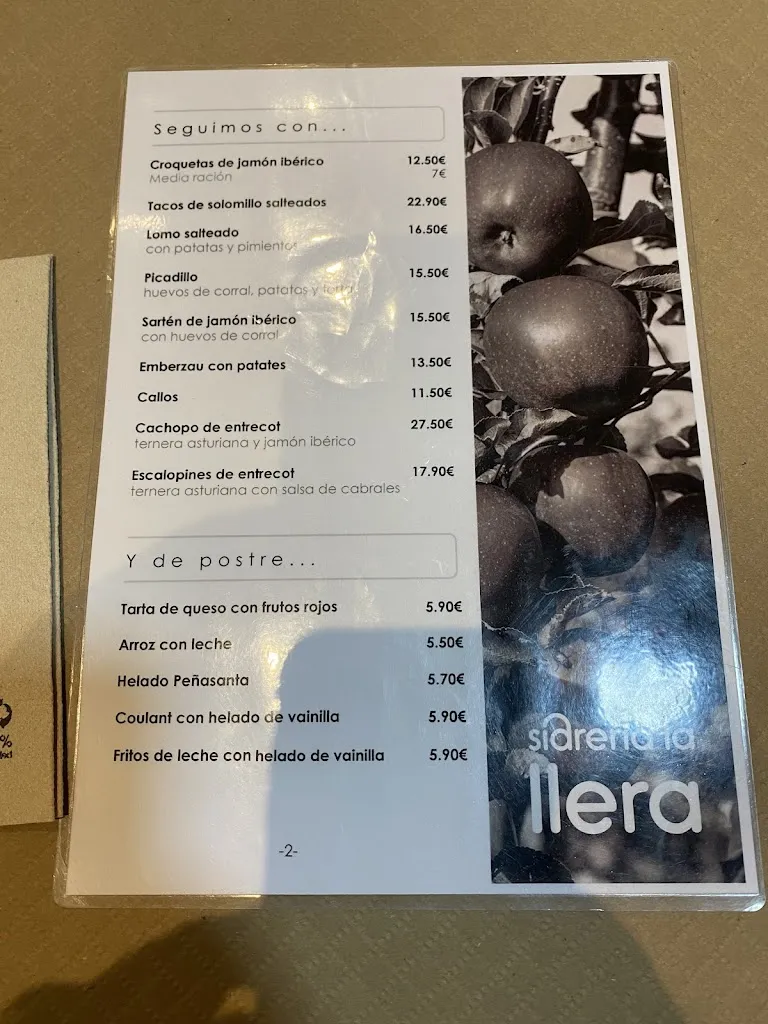 Seguimos con...
Croquetas de jamón ibérico 12.50€
Media ración 7€
Tacos de solomillo salteados 22.90€
Lomo salteado 16.50€
con patatas y pimientos
Picadillo 15.50€
huevos de corral, patatas y torta
Sartén de jamón ibérico 15.50€
con huevos de corral
Emberzau con patates 13.50€
Callos 11.50€
Cachopo de entrecot 27.50€
ternera asturiana y jamón ibérico
Escalopines de entrecot 17.90€
ternera asturiana con salsa de cabrales
Y de postre...
Tarta de queso con frutos rojos 5.90€
Arroz con leche 5.50€
Helado Peñasanta 5.70€
Coulant con helado de vainilla 5.90€
Fritos de leche con helado de vainilla 5.90€
-2-
sidrería la
llera
%